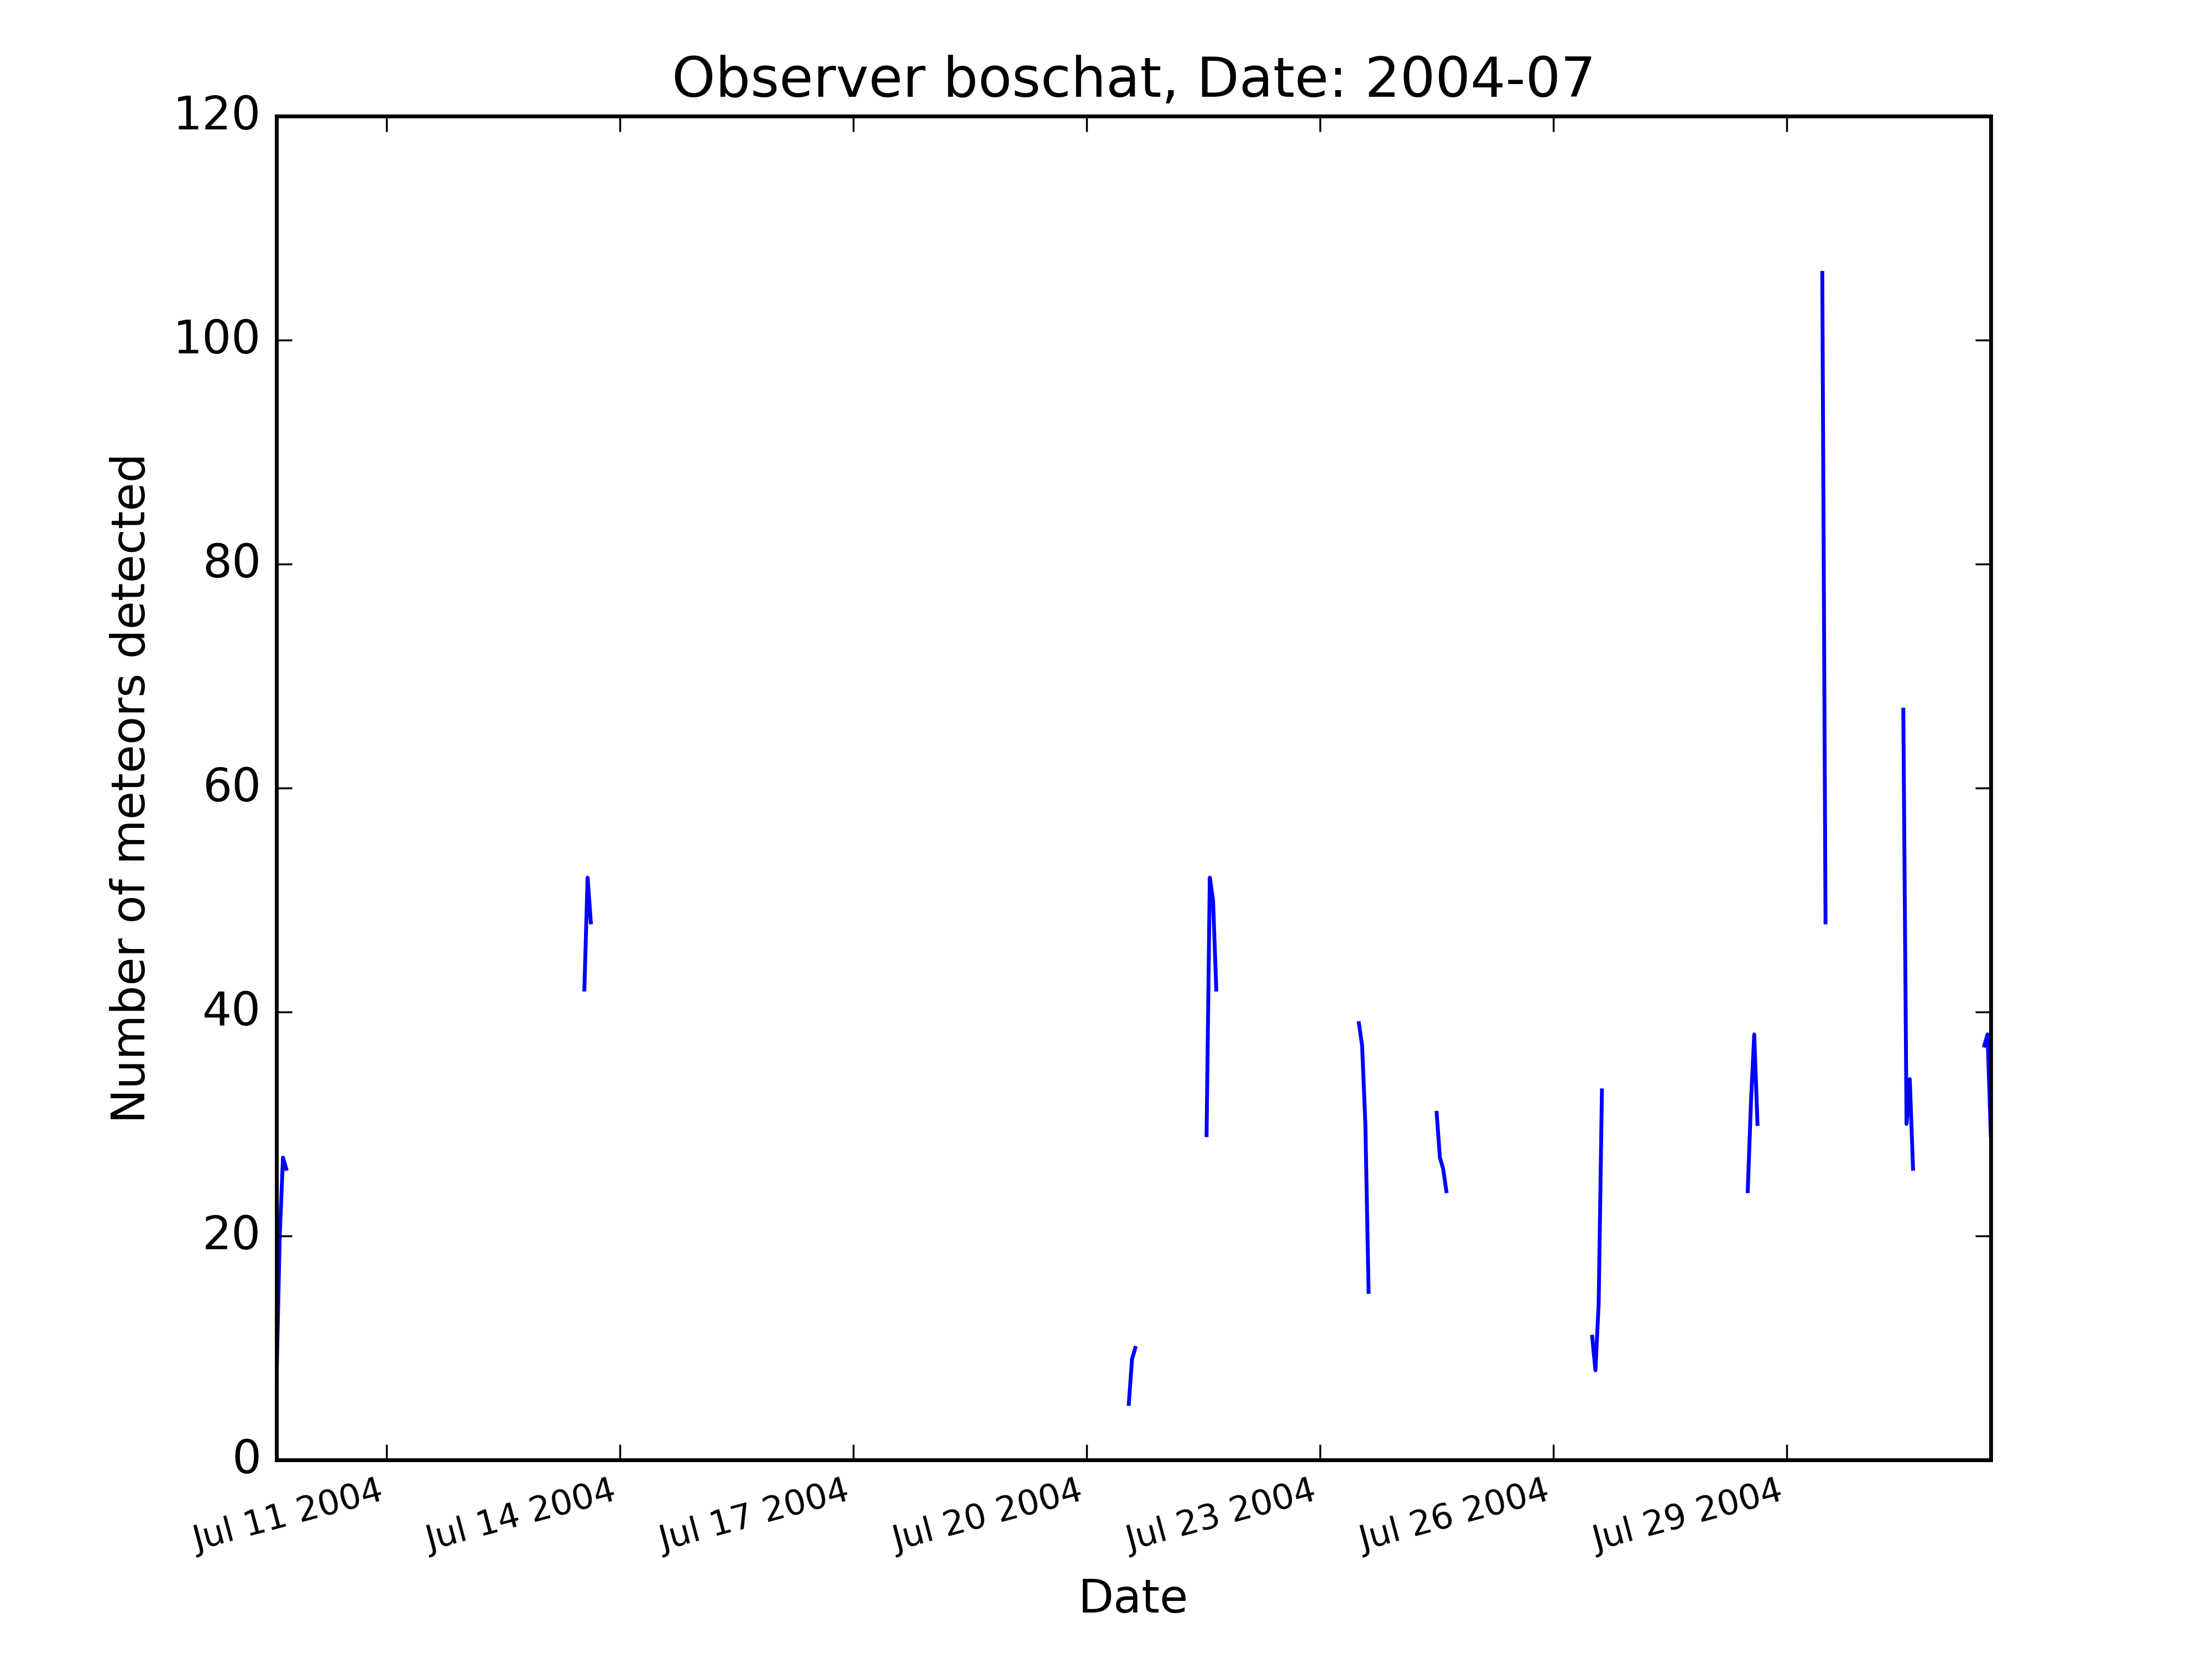 Observer boschat, Date: 2004-07
120
100
80
60
40
20
0
Number of meteors detected
Jul 11 2004
Jul 14 2004
Jul 17 2004
Jul 20 2004
Jul 23 2004
Jul 26 2004
Jul 29 2004
Date